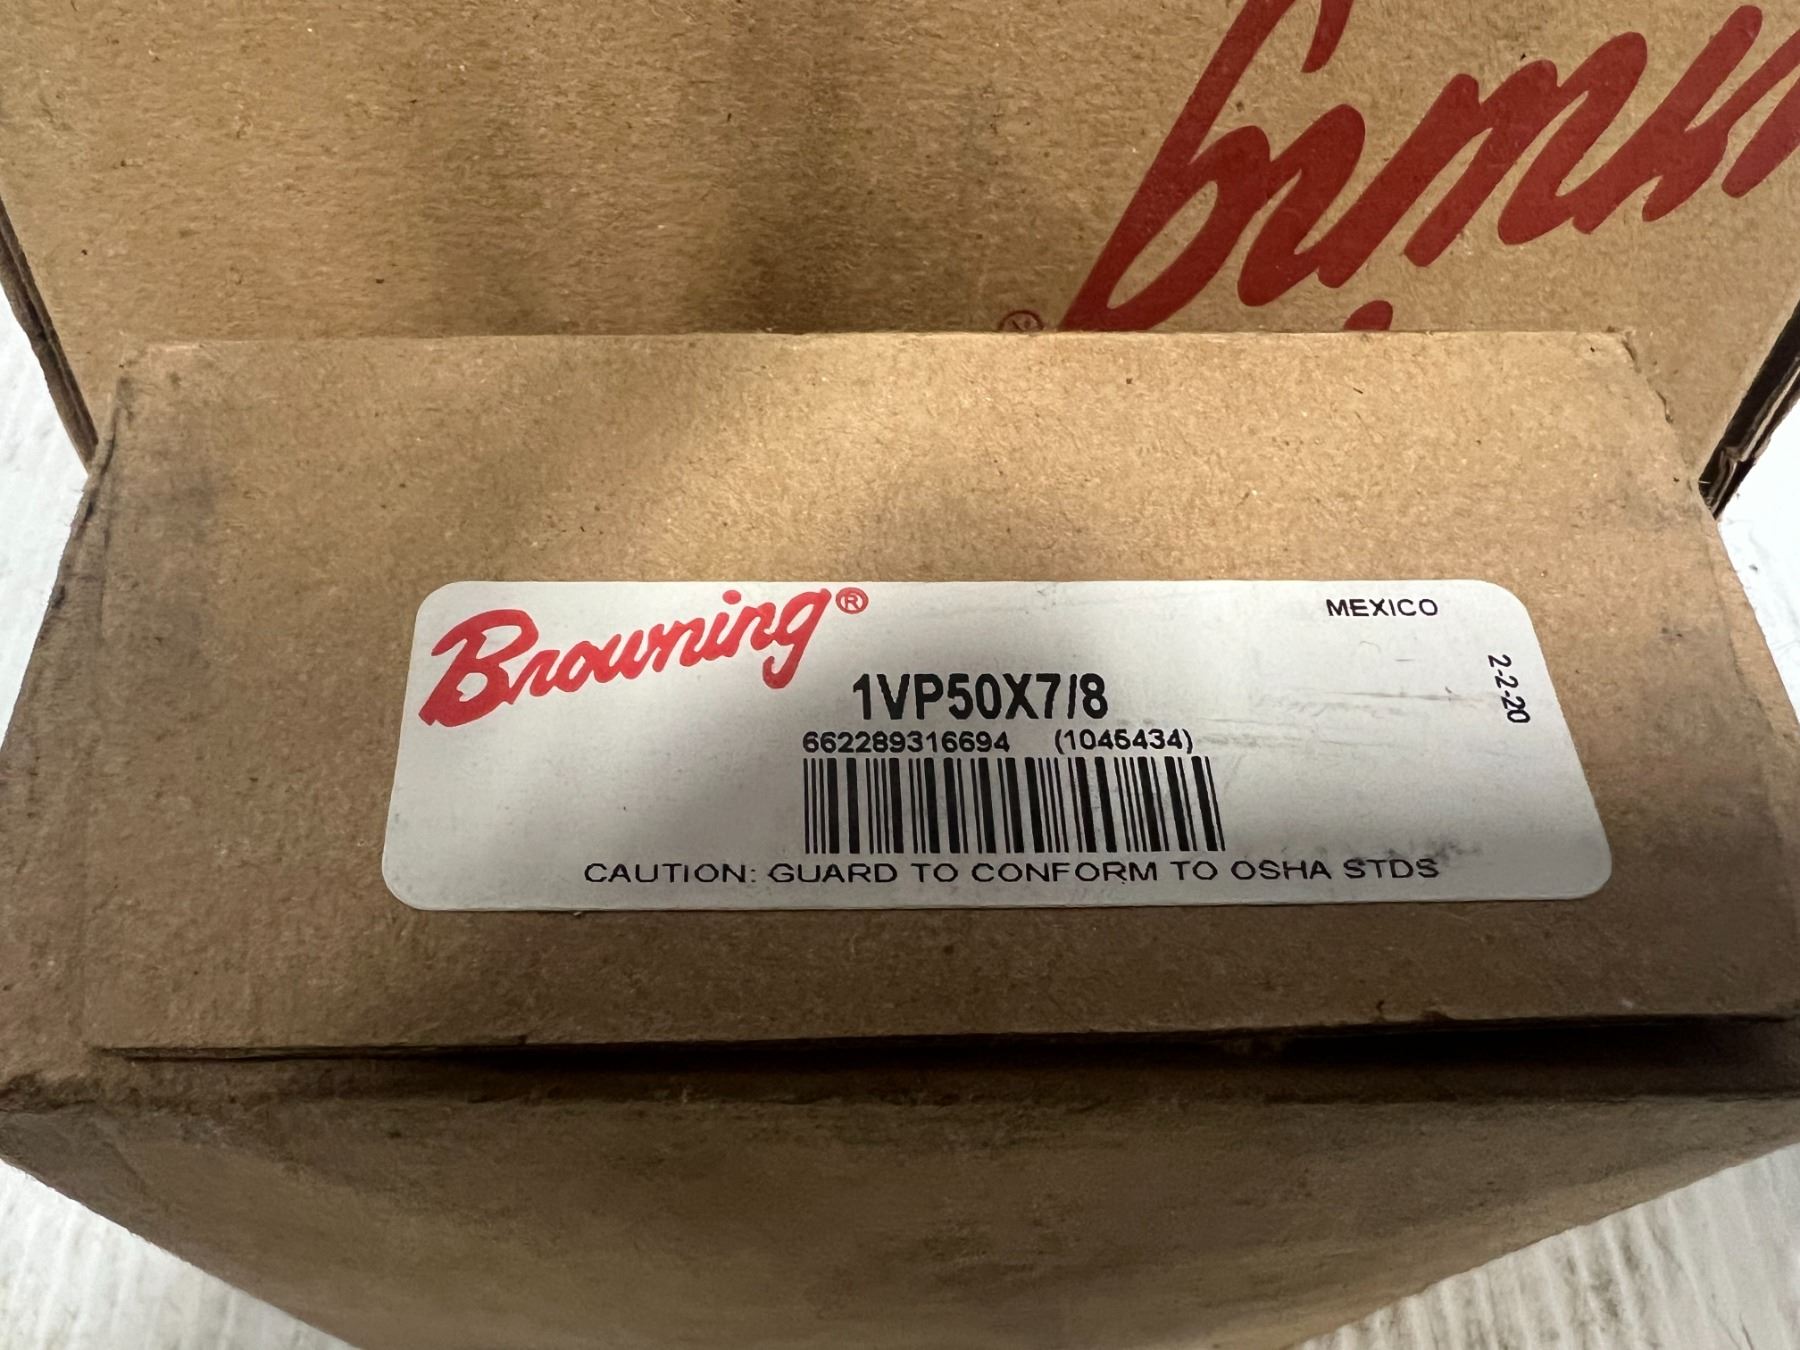 Browning®
MEXICO
1VP50X7/8
2-2-20
662289316694 (1045434)
CAUTION: GUARD TO CONFORM TO OSHA STDS